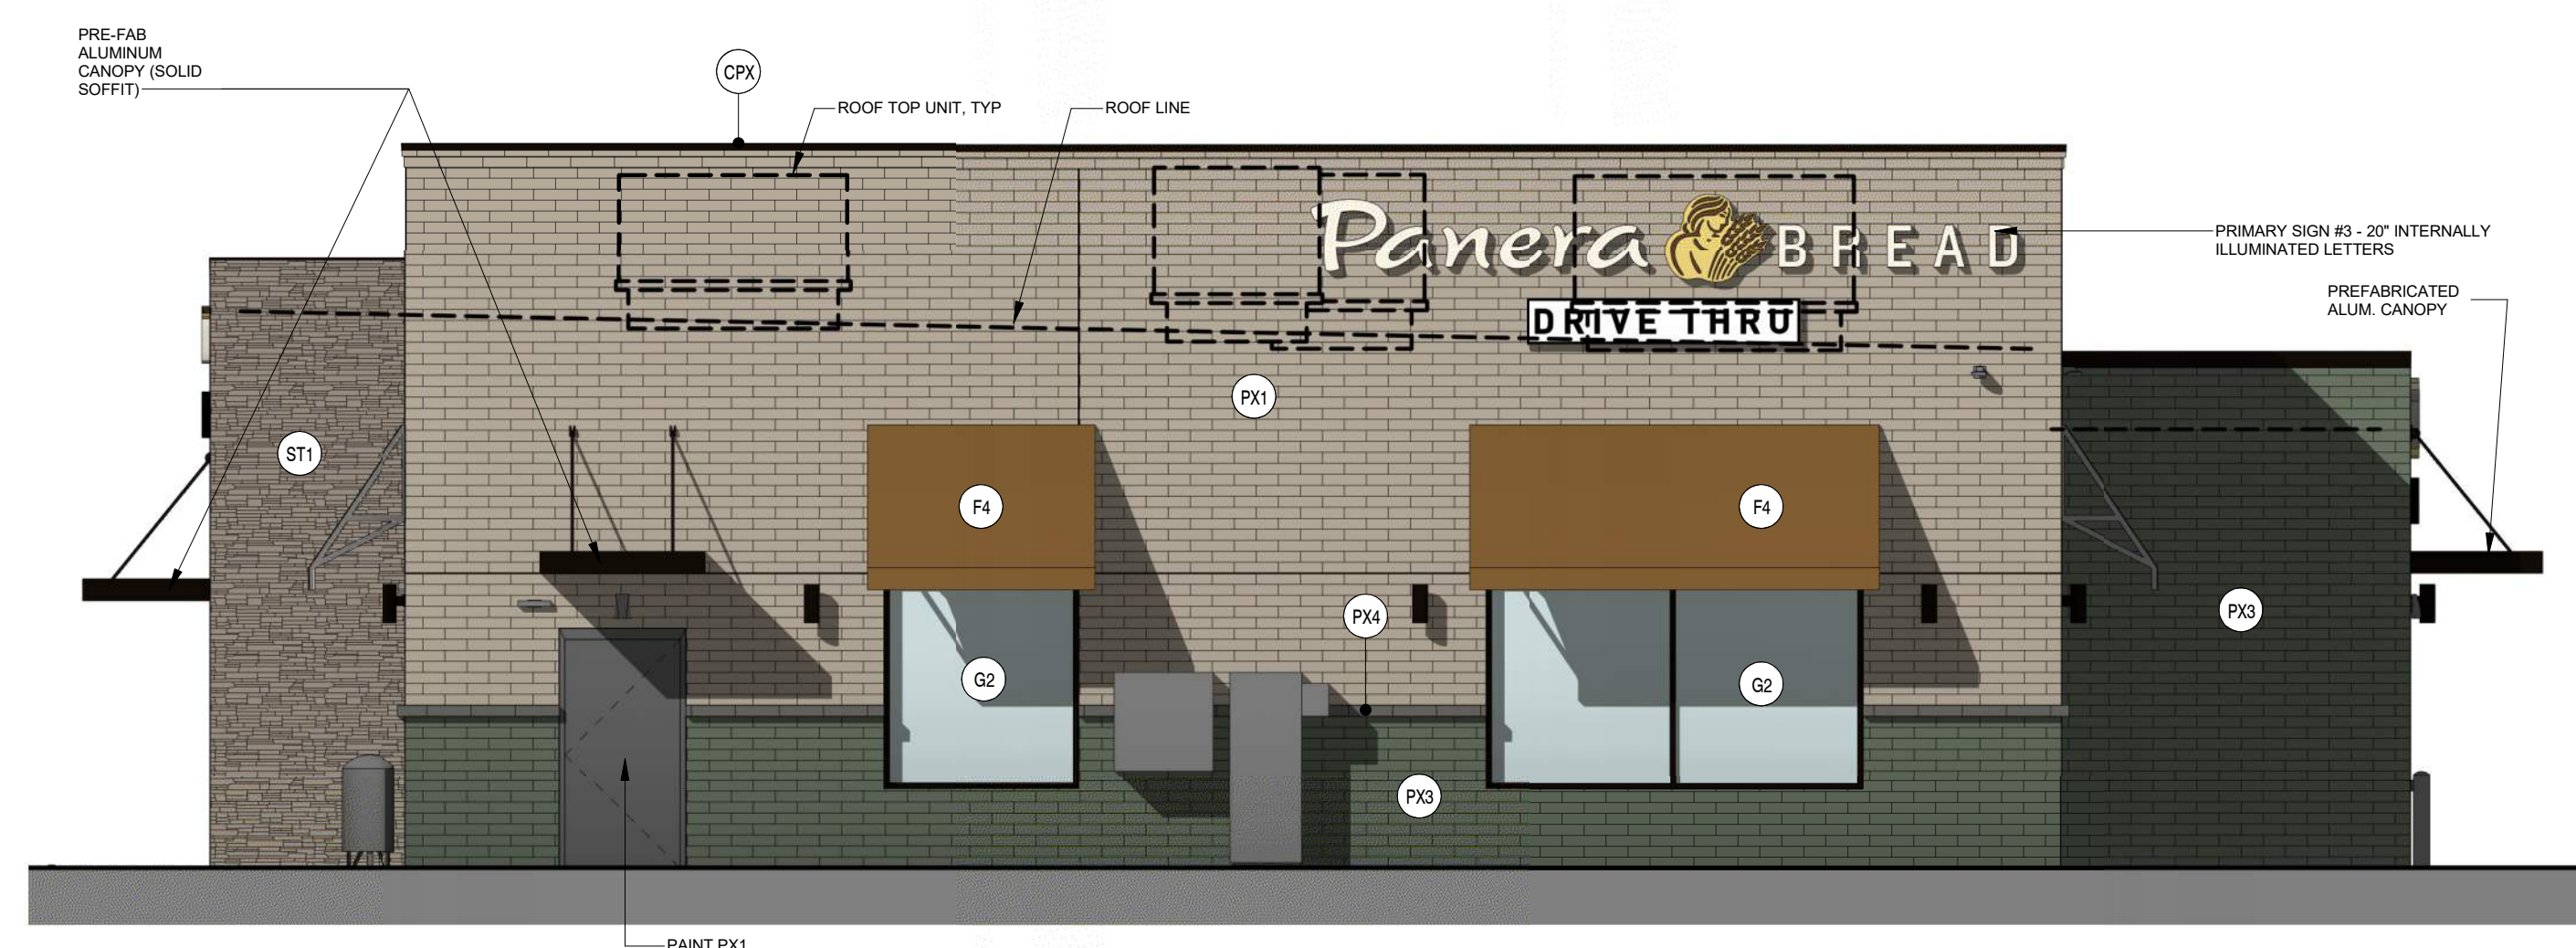 PRE-FAB
ALUMINUM
CANOPY (SOLID
SOFFIT)
CPX
ROOF TOP UNIT, TYP
ROOF LINE
Panera BREAD
PRIMARY SIGN #3 - 20" INTERNALLY
ILLUMINATED LETTERS
PREFABRICATED
ALUM. CANOPY
DRIVE THRU
PX1
ST1
F4
F4
PX4
PX3
G2
G2
PX3
PAINT PX1